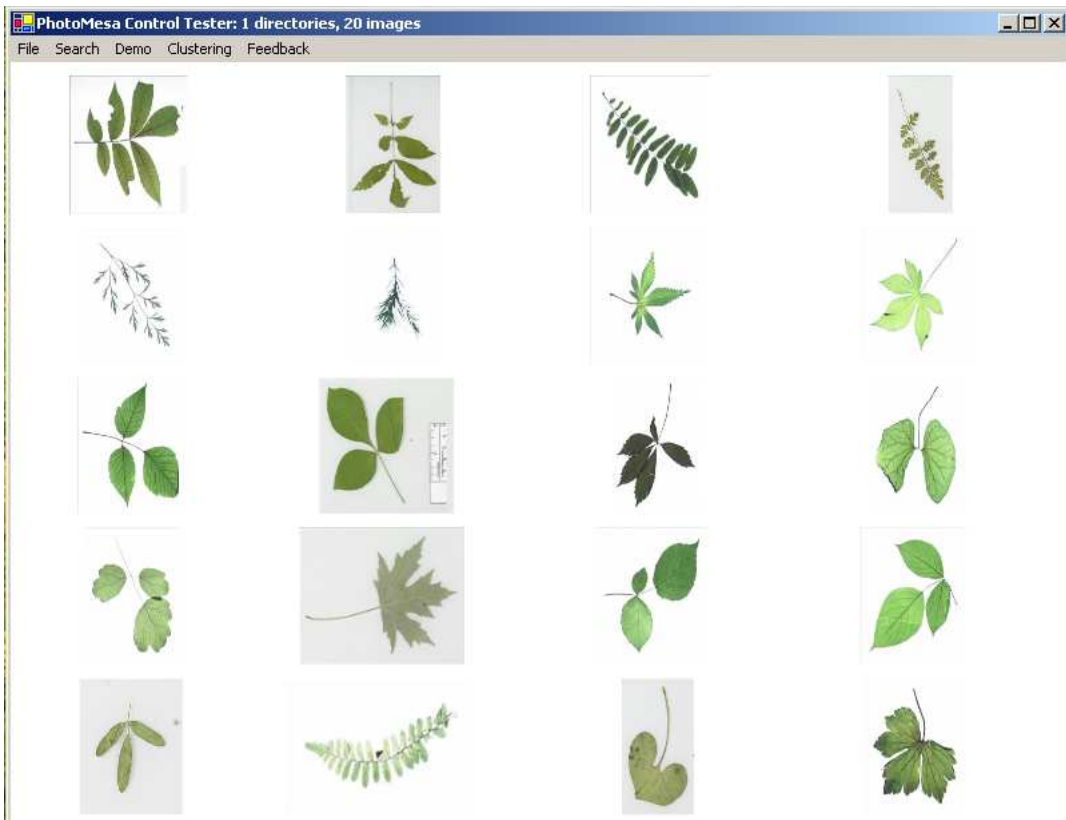 PhotoMesa Control Tester: 1 directories, 20 images
File Search Demo Clustering Feedback